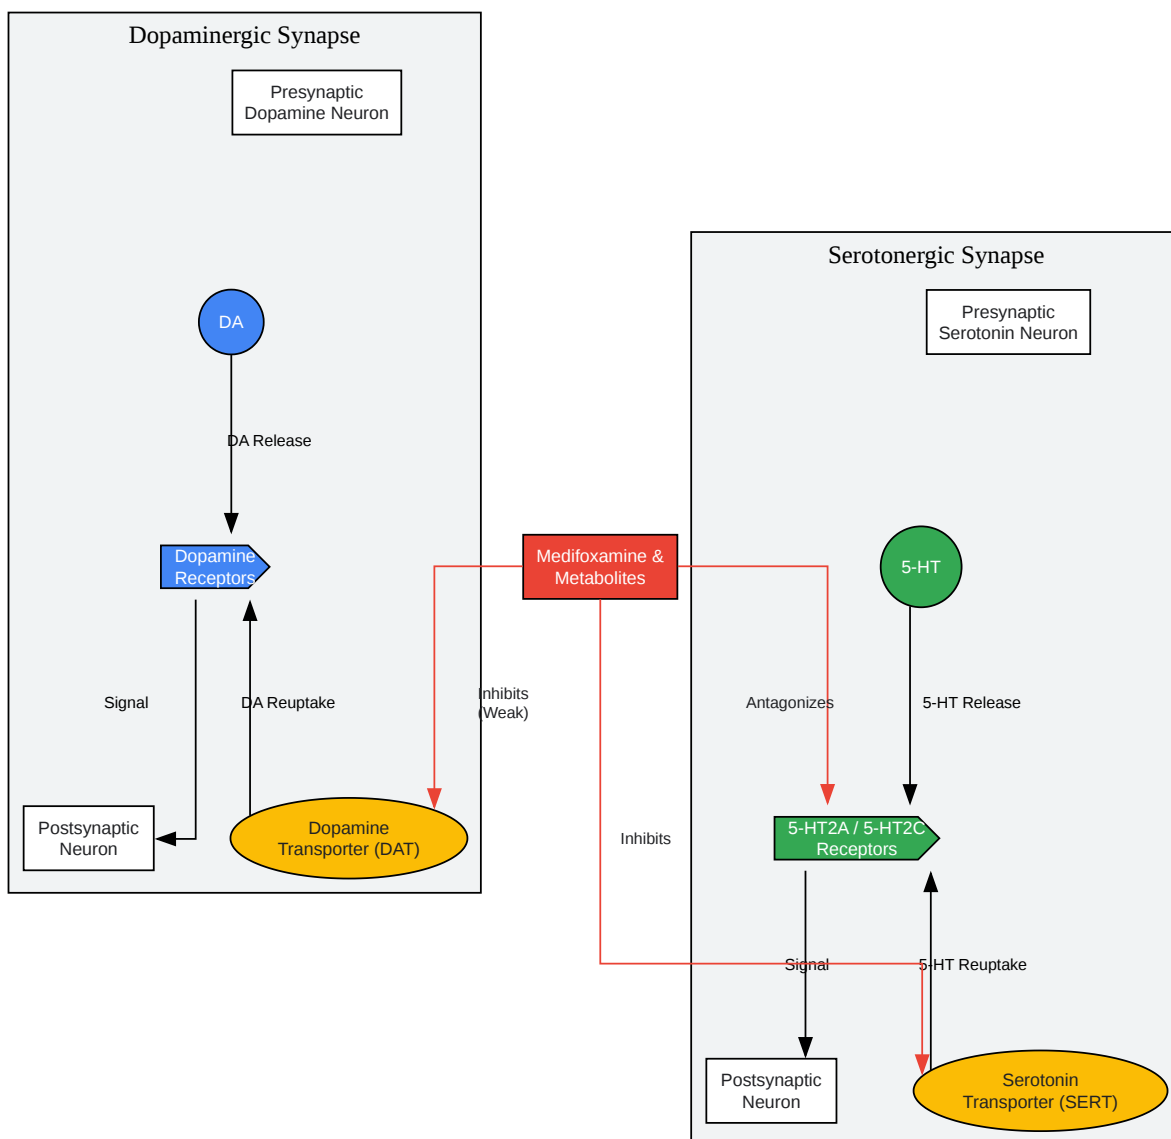 Dopaminergic Synapse
Presynaptic
Dopamine Neuron
DA
DA Release
Dopamine
Receptors
Signal
DA Reuptake
Inhibits
(Weak)
Postsynaptic
Neuron
Dopamine
Transporter (DAT)
Medifoxamine &
Metabolites
Inhibits
Serotonergic Synapse
Presynaptic
Serotonin Neuron
5-HT
Antagonizes
5-HT Release
5-HT2A / 5-HT2C
Receptors
Signal
5-HT Reuptake
Postsynaptic
Neuron
Serotonin
Transporter (SERT)